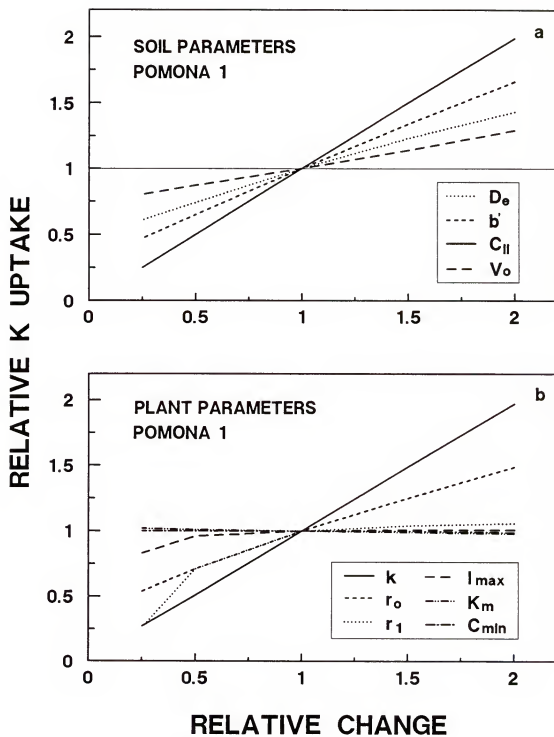 RELATIVE K UPTAKE
a
SOIL PARAMETERS
POMONA 1
2
1.5
1
0.5
0
0 0.5 1 1.5 2
De
b'
Cli
Vo
b
PLANT PARAMETERS
POMONA 1
2
1.5
1
0.5
0
0 0.5 1 1.5 2
k
ro
r1
Imax
Km
Cmin
RELATIVE CHANGE